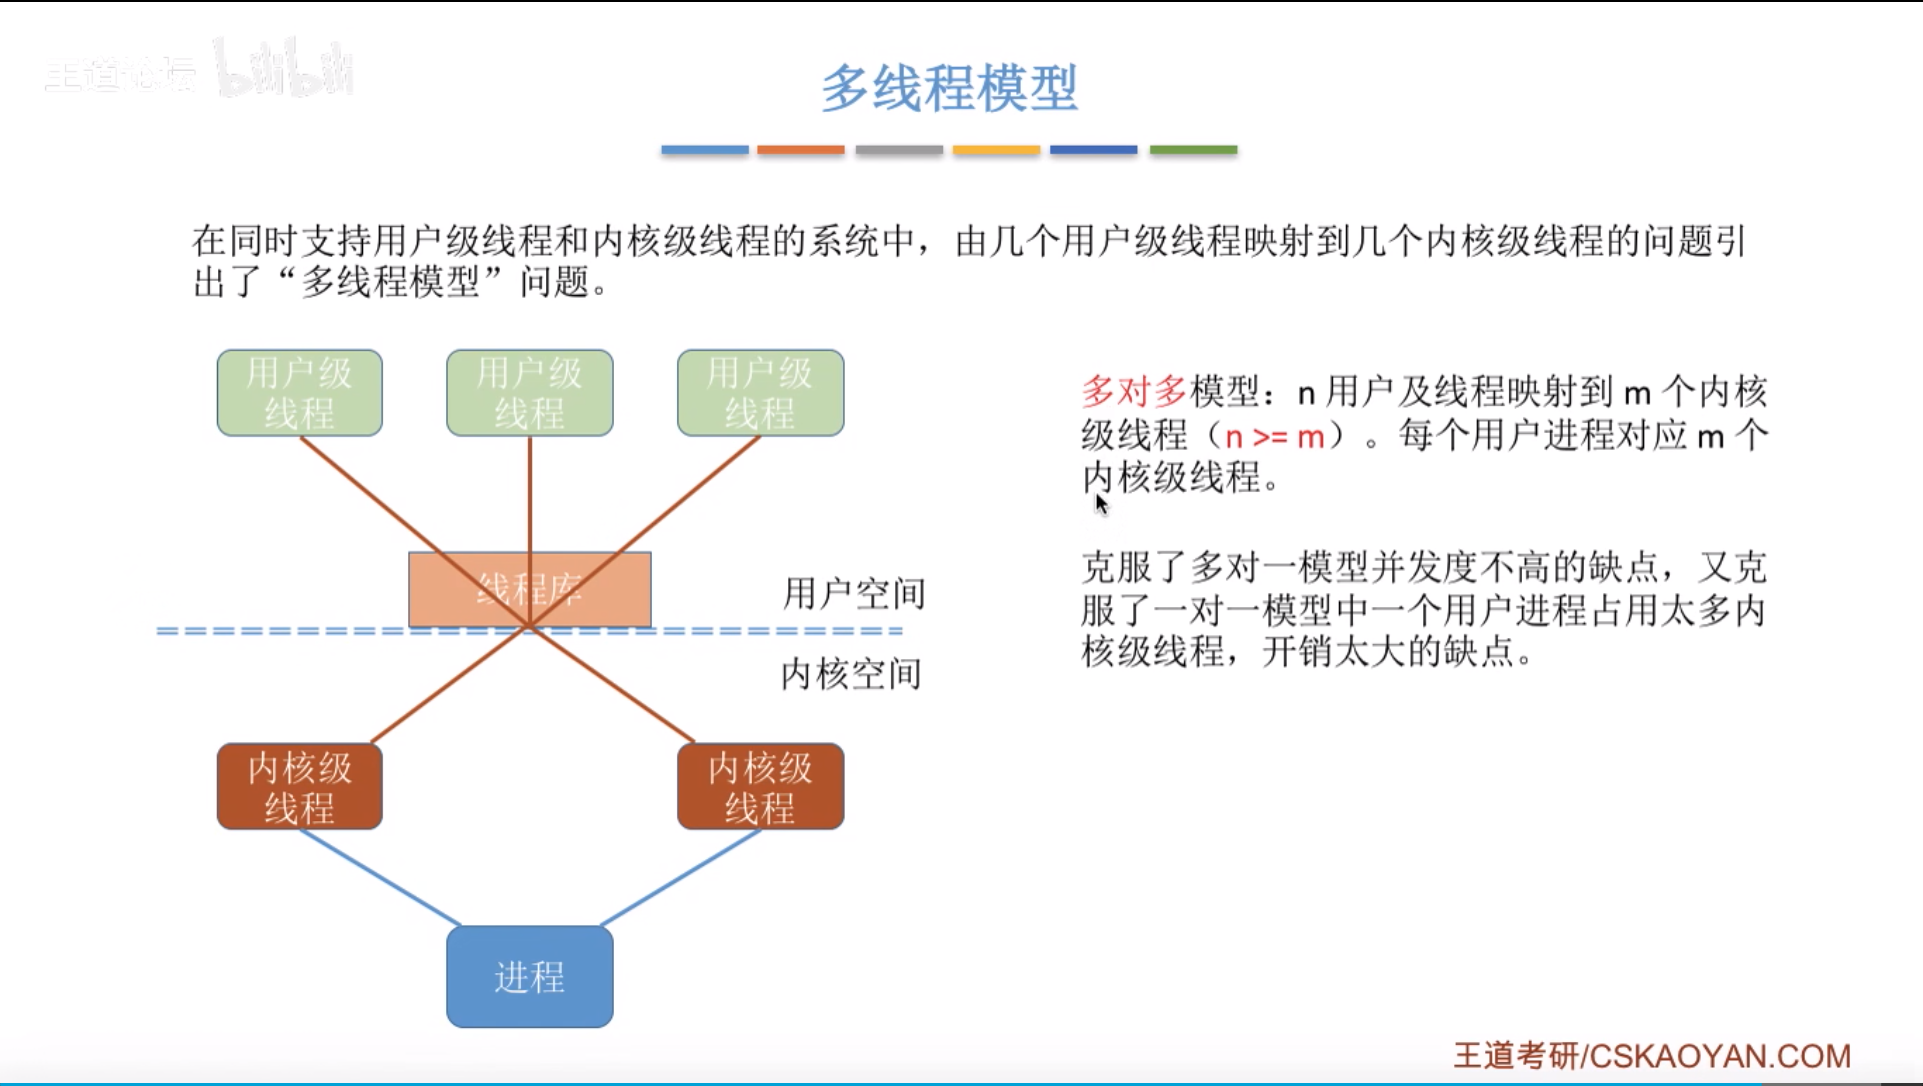 王道论坛 bilibili
多线程模型
在同时支持用户级线程和内核级线程的系统中，由几个用户级线程映射到几个内核级线程的问题引
出了“多线程模型”问题。
用户级
线程
用户级
线程
用户级
线程
线程库
用户空间
内核空间
内核级
线程
内核级
线程
进程
多对多模型：n 用户及线程映射到 m 个内核
级线程（n >= m）。每个用户进程对应 m 个
内核级线程。
克服了多对一模型并发度不高的缺点，又克
服了一对一模型中一个用户进程占用太多内
核级线程，开销太大的缺点。
王道考研/CSKAOYAN.COM